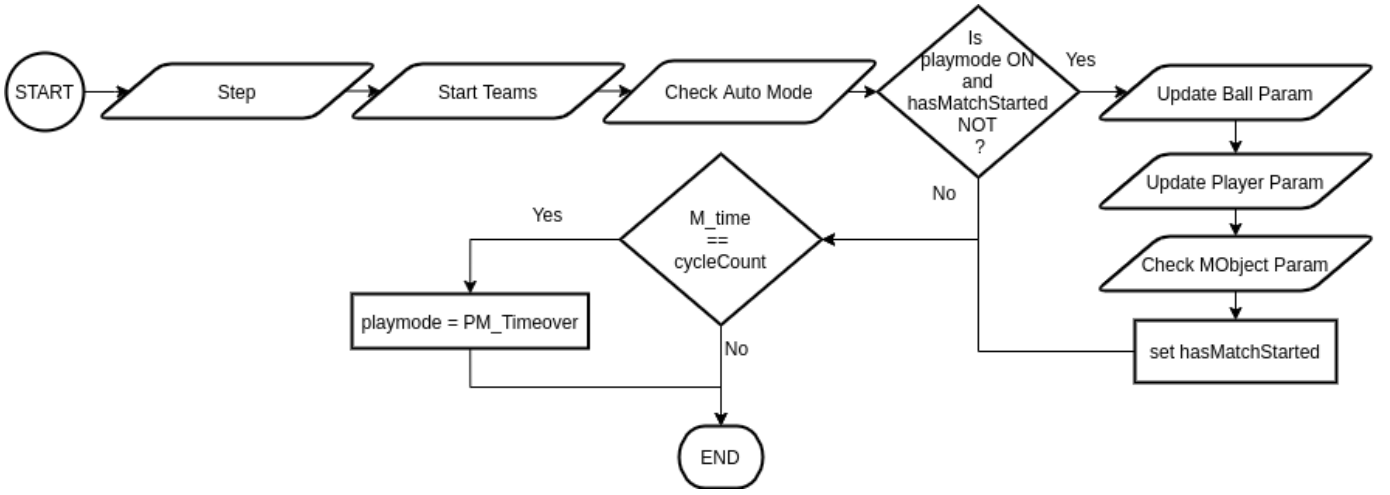 START
Step
Start Teams
Check Auto Mode
Is
playmode ON
and
hasMatchStarted
NOT
?
Yes
Update Ball Param
Update Player Param
Check MObject Param
set hasMatchStarted
No
M_time
==
cycleCount
Yes
playmode = PM_Timeover
No
END